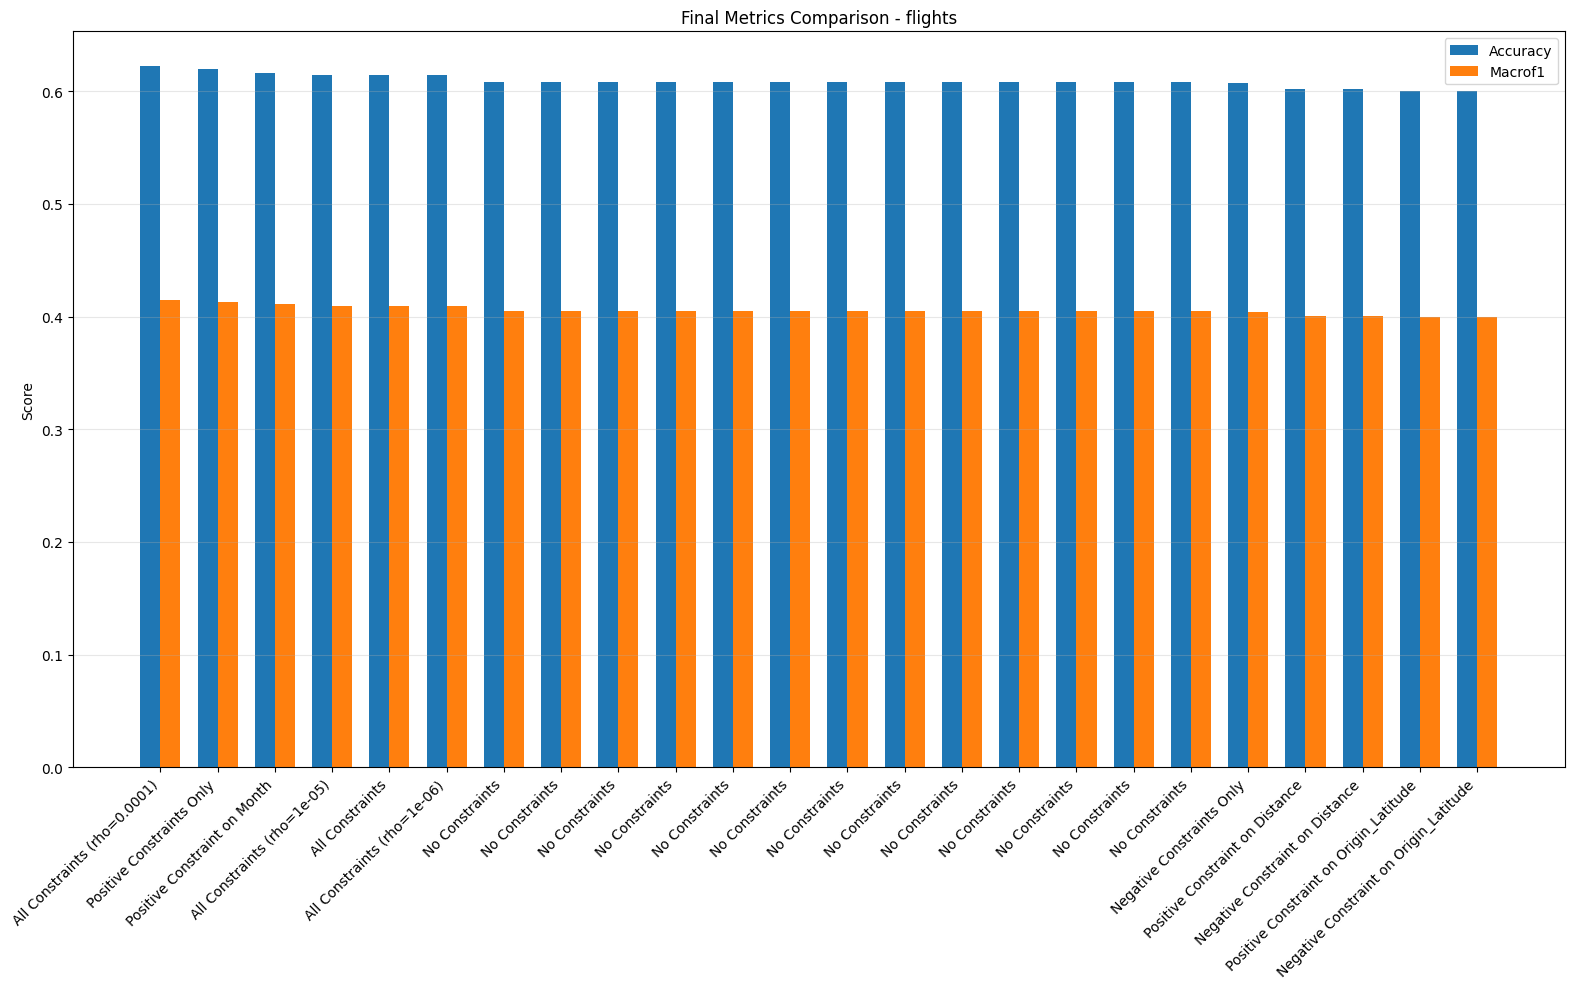 Final Metrics Comparison - flights
Accuracy
Macrof1
Score
0.6
0.5
0.4
0.3
0.2
0.1
0.0
All Constraints (rho=0.0001)
Positive Constraints Only
Positive Constraint on Month
All Constraints (rho=1e-05)
All Constraints
All Constraints (rho=1e-06)
No Constraints
No Constraints
No Constraints
No Constraints
No Constraints
No Constraints
No Constraints
No Constraints
No Constraints
No Constraints
No Constraints
No Constraints
No Constraints
Negative Constraints Only
Positive Constraint on Distance
Negative Constraint on Distance
Positive Constraint on Origin_Latitude
Negative Constraint on Origin_Latitude